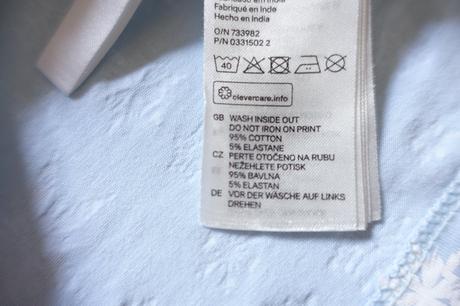 Fabriqué en Inde
Hecho en India
O/N 733982
P/N 0331502 2
40
clevercare.info
GB WASH INSIDE OUT
DO NOT IRON ON PRINT
95% COTTON
5% ELASTANE
CZ PERTE OTOČENO NA RUBU
NEŽEHLETE POTISK
95% BAVLNA
5% ELASTAN
DE VOR DER WÄSCHE AUF LINKS
DREHEN